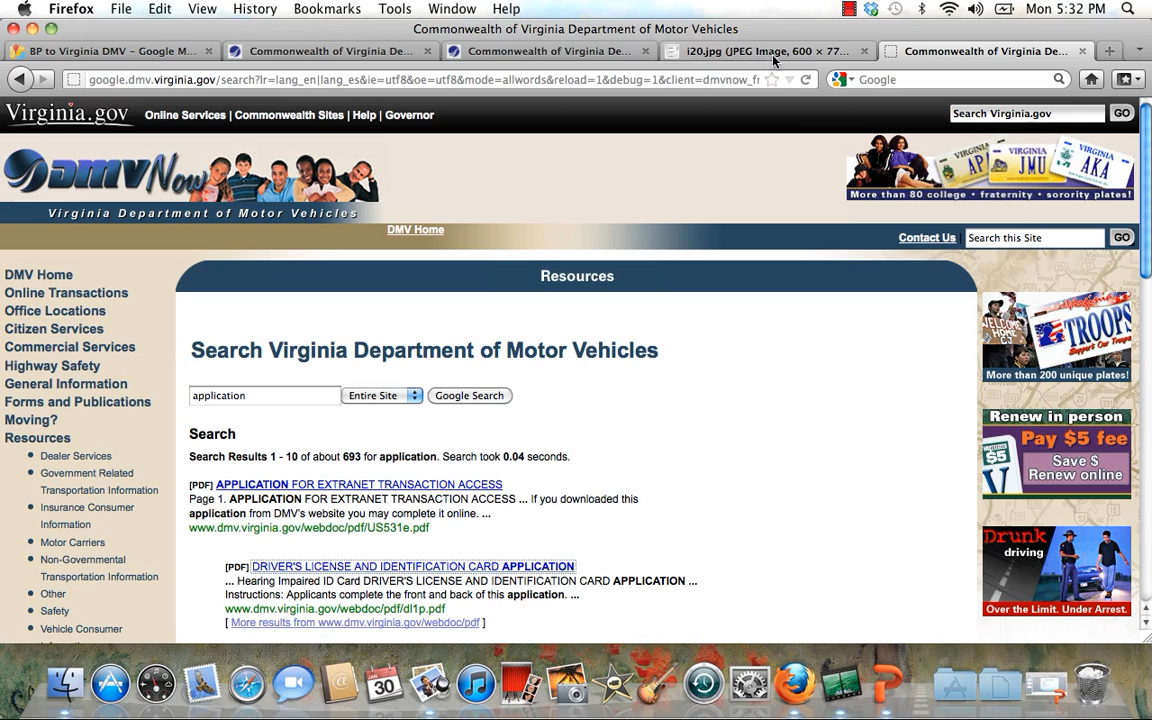 Firefox File Edit View History Bookmarks Tools Window Help Mon 5:32 PM
Commonwealth of Virginia Department of Motor Vehicles
BP to Virginia DMV – Google M... Commonwealth of Virginia De... Commonwealth of Virginia De... i20.jpg (JPEG Image, 600 × 77... Commonwealth of Virginia De...
google.dmv.virginia.gov/search?lr=lang_en|lang_es&ie=utf8&oe=utf8&mode=allwords&reload=1&debug=1&client=dmvnow_fr Google
Virginia.gov Online Services | Commonwealth Sites | Help | Governor Search Virginia.gov GO
DMV Now
Virginia Department of Motor Vehicles
VIRGINIA AP
VIRGINIA JMU
VIRGINIA AKA
More than 80 college • fraternity • sorority plates!
DMV Home
Contact Us | Search this Site GO
DMV Home
Online Transactions
Office Locations
Citizen Services
Commercial Services
Highway Safety
General Information
Forms and Publications
Moving?
Resources
Dealer Services
Government Related
Transportation Information
Insurance Consumer
Information
Motor Carriers
Non-Governmental
Transportation Information
Other
Safety
Vehicle Consumer
Resources
Search Virginia Department of Motor Vehicles
application Entire Site Google Search
Search
Search Results 1 - 10 of about 693 for application. Search took 0.04 seconds.
[PDF] APPLICATION FOR EXTRANET TRANSACTION ACCESS
Page 1. APPLICATION FOR EXTRANET TRANSACTION ACCESS ... If you downloaded this
application from DMV's website you may complete it online. ...
www.dmv.virginia.gov/webdoc/pdf/US531e.pdf
[PDF] DRIVER'S LICENSE AND IDENTIFICATION CARD APPLICATION
... Hearing Impaired ID Card DRIVER'S LICENSE AND IDENTIFICATION CARD APPLICATION ...
Instructions: Applicants complete the front and back of this application. ...
www.dmv.virginia.gov/webdoc/pdf/dl1p.pdf
[ More results from www.dmv.virginia.gov/webdoc/pdf ]
WELCOME
HOME
TROOPS
Support Our Troops
More than 200 unique plates!
Renew in person
Pay $5 fee
Save $
Renew online
Drunk
driving
Over the Limit. Under Arrest.
JAN
30